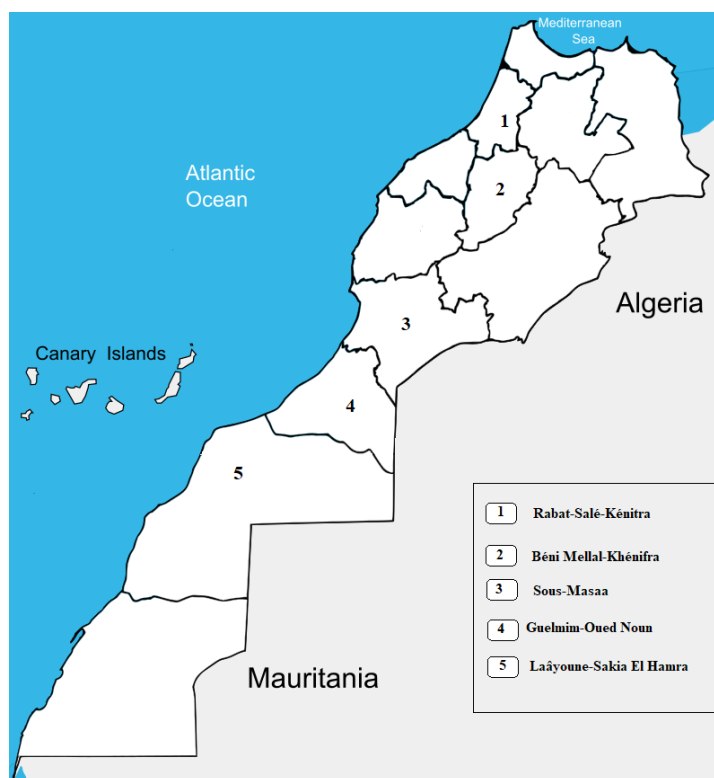 Mediterranean
Sea
1
Atlantic
Ocean
2
Algeria
3
Canary Islands
4
5
1 Rabat-Salé-Kénitra
2 Béni Mellal-Khénifra
3 Sous-Masaa
4 Guelmim-Oued Noun
5 Laâyoune-Sakia El Hamra
Mauritania